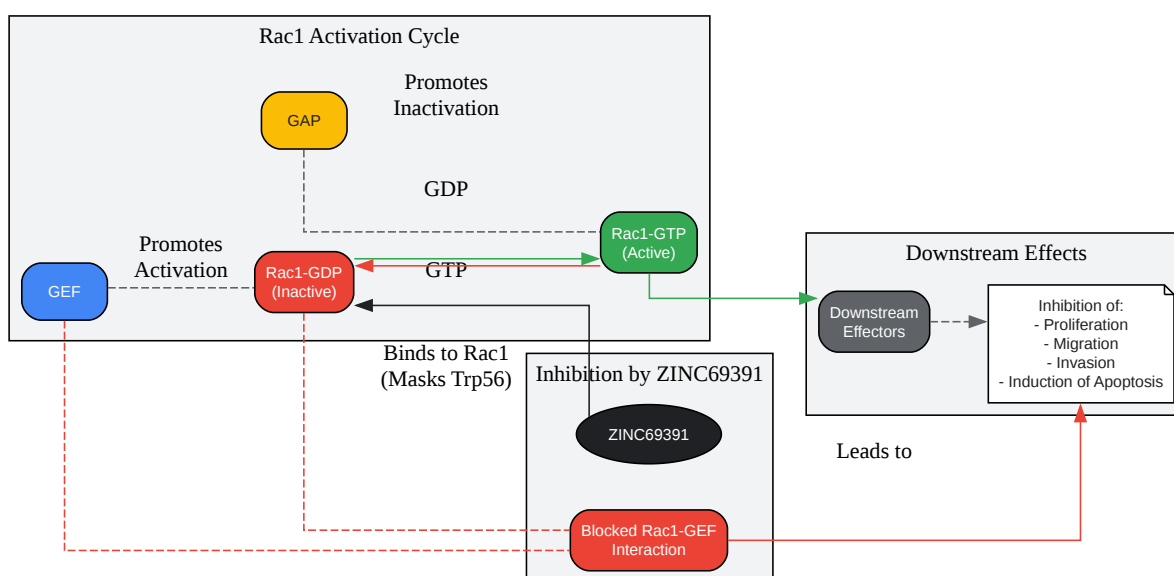 Rac1 Activation Cycle
Promotes
Inactivation
GAP
GDP
Rac1-GTP
(Active)
Promotes
Activation
GEF
Rac1-GDP
(Inactive)
GTP
Downstream Effects
Downstream
Effectors
Inhibition of:
- Proliferation
- Migration
- Invasion
- Induction of Apoptosis
Binds to Rac1
(Masks Trp56)
Inhibition by ZINC69391
ZINC69391
Leads to
Blocked Rac1-GEF
Interaction